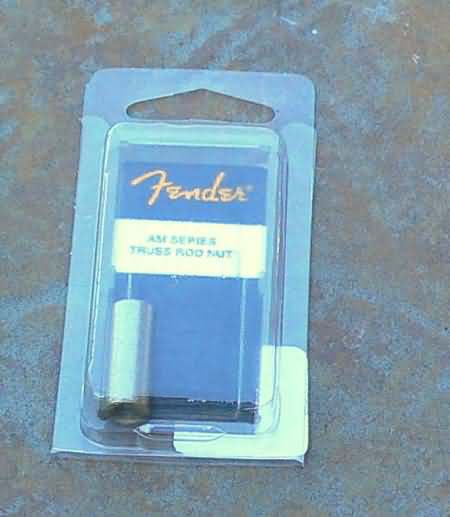 Fender®
AM SERIES
TRUSS ROD NUT